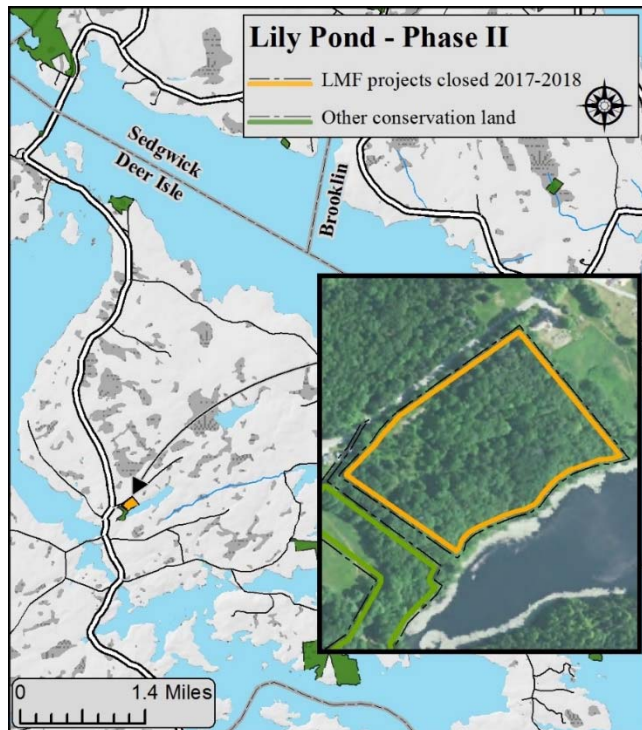 Lily Pond - Phase II
LMF projects closed 2017-2018
Other conservation land
Sedgwick
Deer Isle
Brooklin
0 1.4 Miles